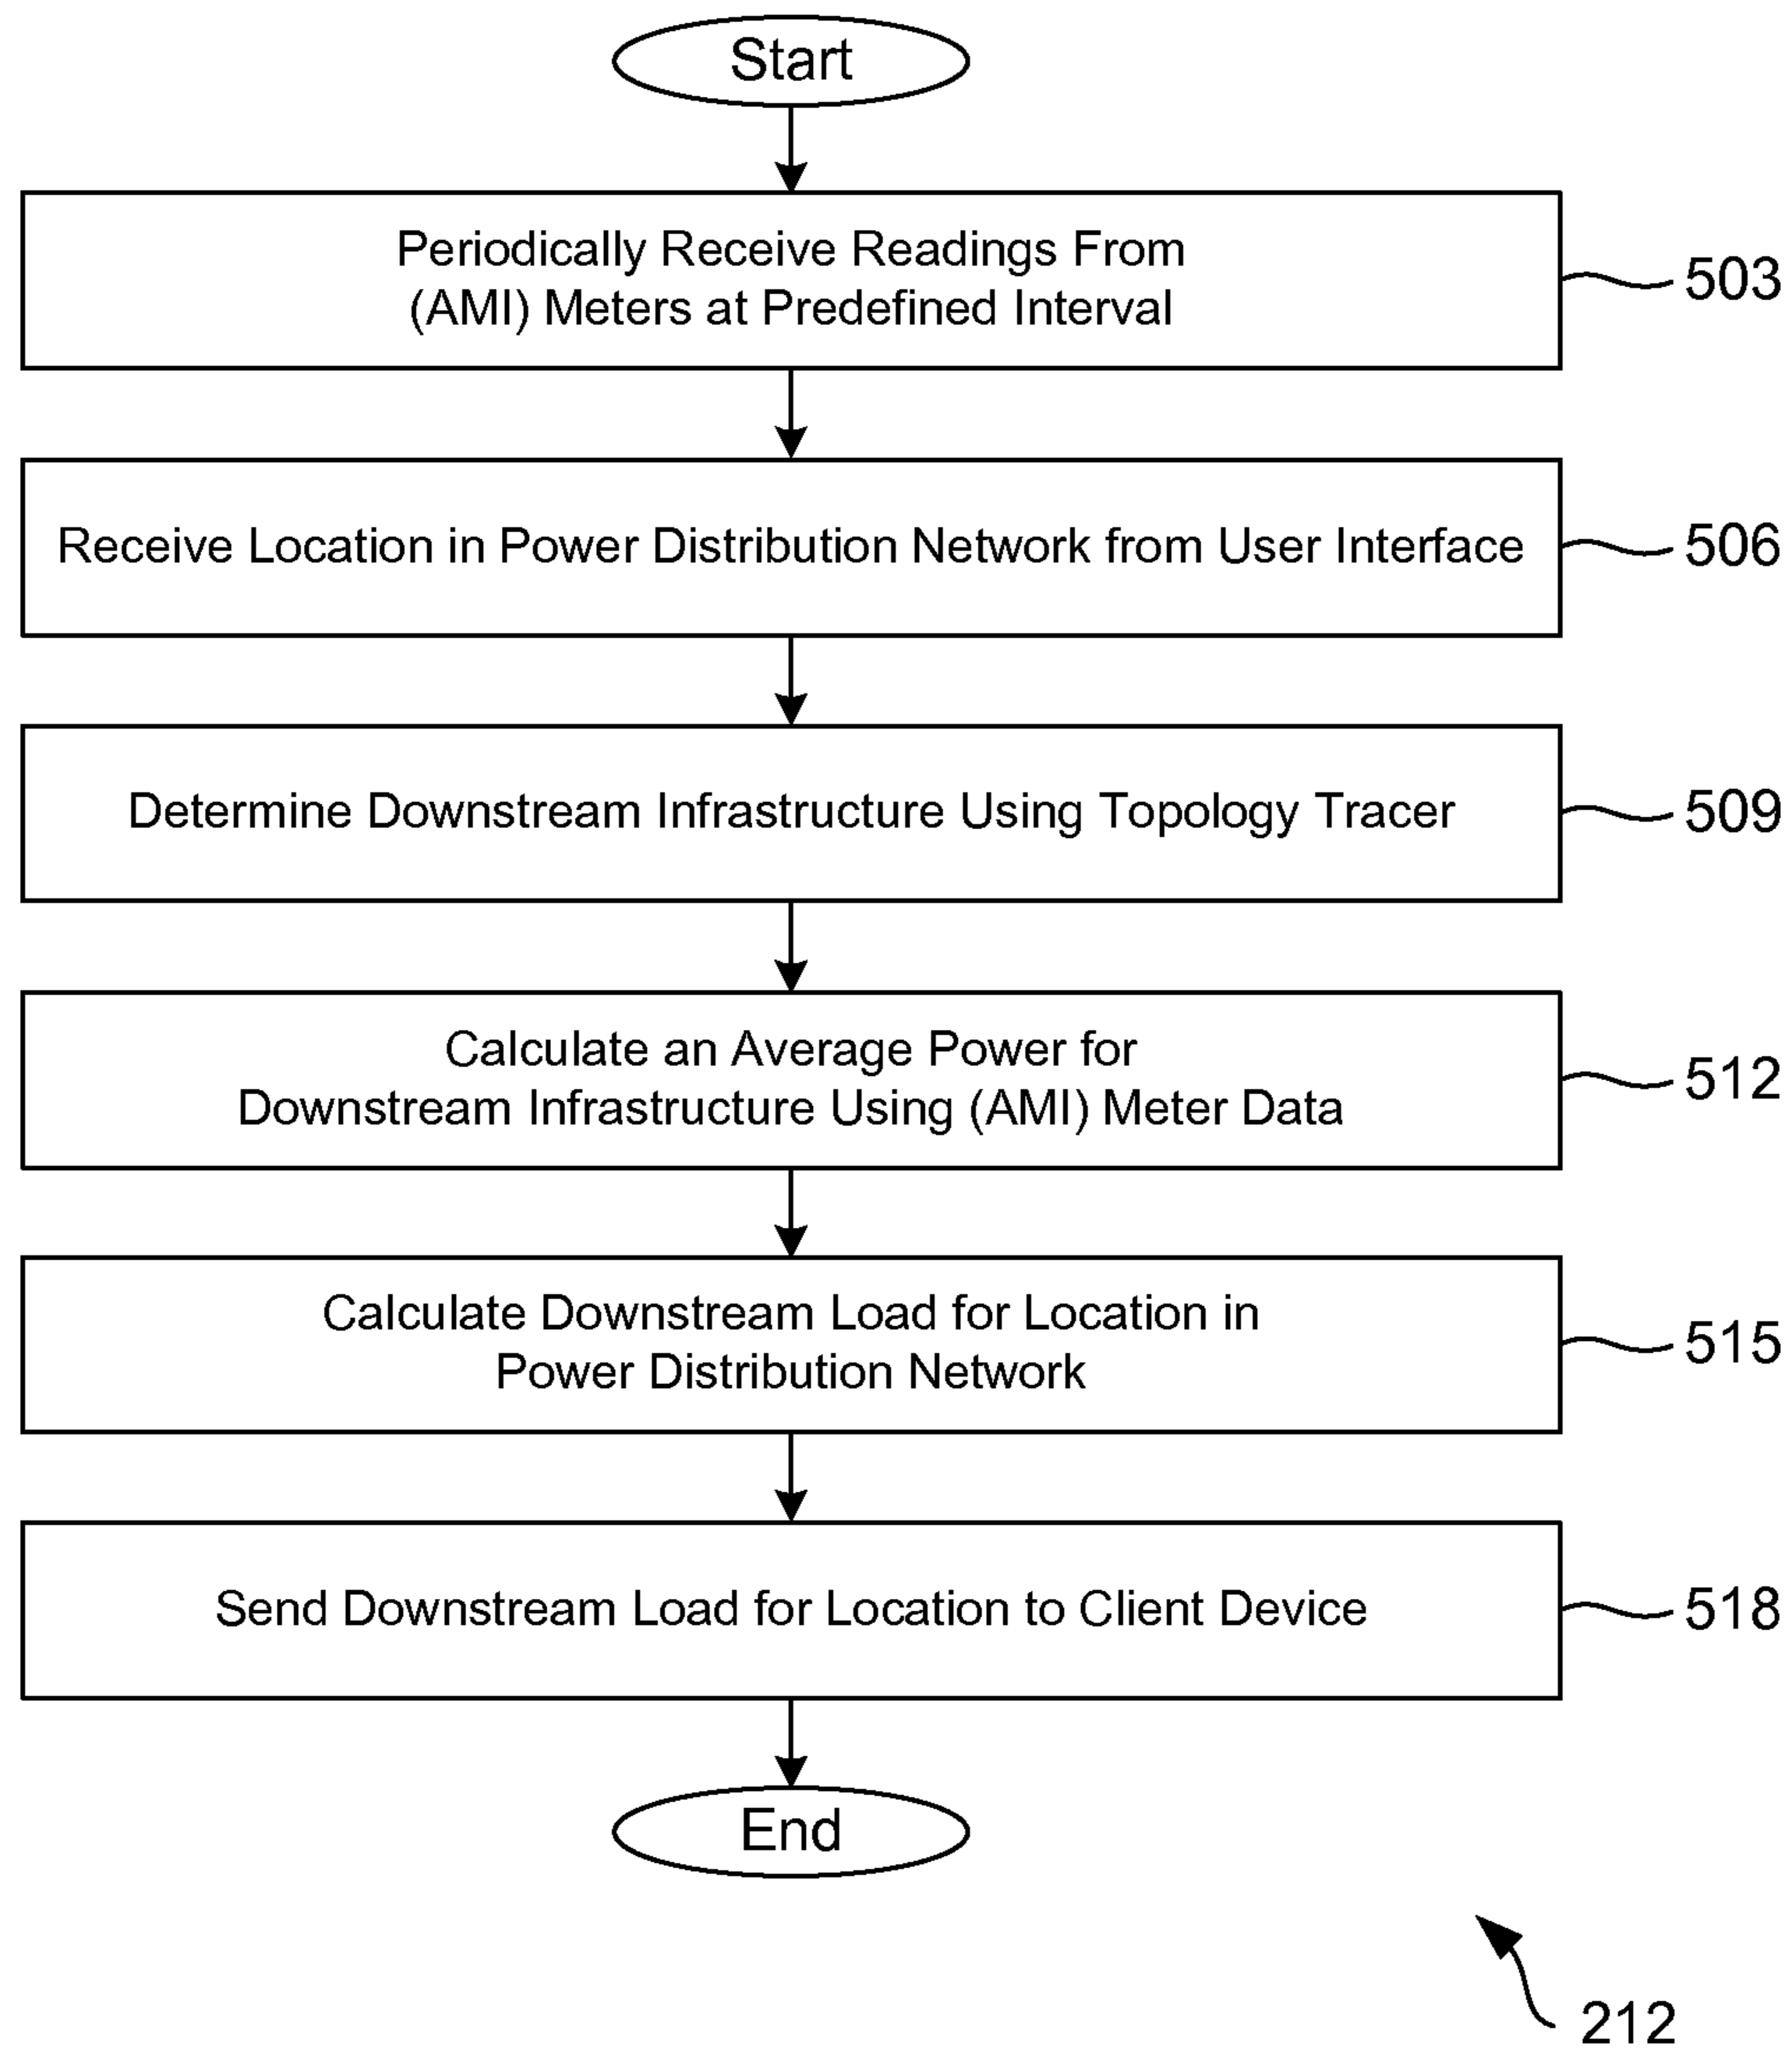 Start
Periodically Receive Readings From
(AMI) Meters at Predefined Interval
503
Receive Location in Power Distribution Network from User Interface
506
Determine Downstream Infrastructure Using Topology Tracer
509
Calculate an Average Power for
Downstream Infrastructure Using (AMI) Meter Data
512
Calculate Downstream Load for Location in
Power Distribution Network
515
Send Downstream Load for Location to Client Device
518
End
212